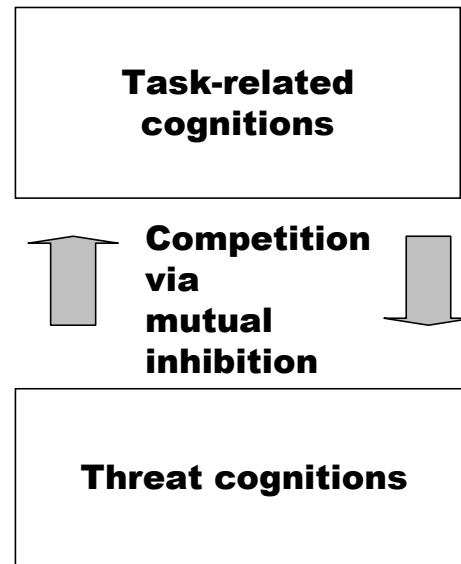 Task-related
cognitions
Competition
via
mutual
inhibition
Threat cognitions